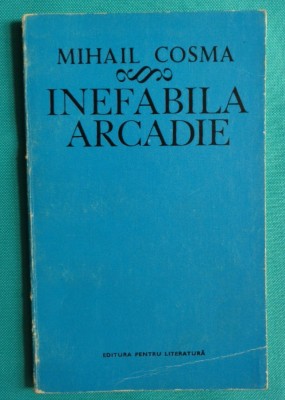 MIHAIL COSMA
INEFABILA
ARCADIE
EDITURA PENTRU LITERATURĂ